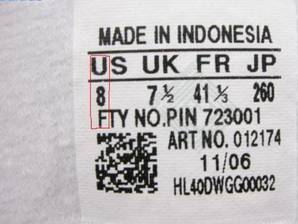 MADE IN INDONESIA
US UK FR JP
8 7½ 41⅓ 260
FTY NO.PIN 723001
ART NO. 012174
11/06
HL40DWGG00032